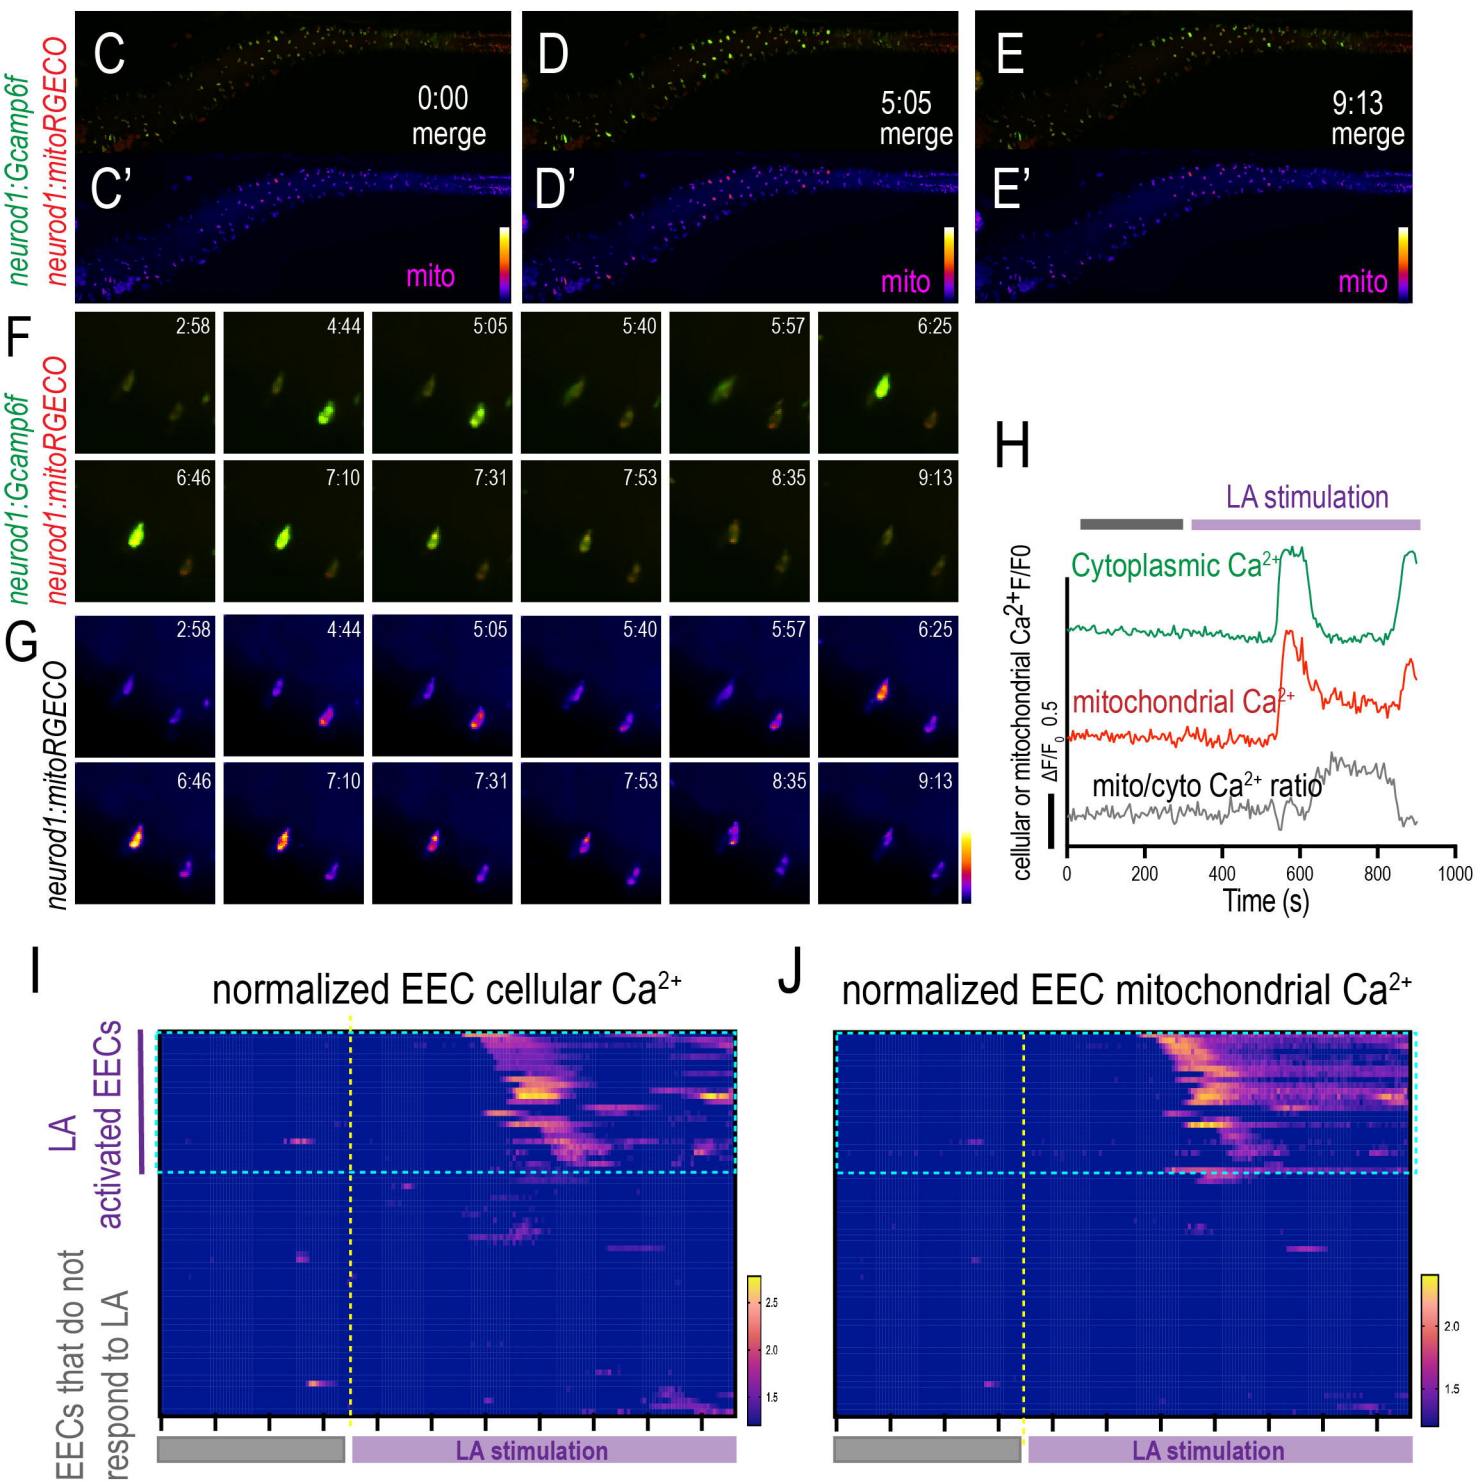 neurod1:Gcamp6f
neurod1:mitoRGECO
C
0:00
merge
D
5:05
merge
E
9:13
merge
C’
mito
D’
mito
E’
mito
F
neurod1:Gcamp6f
neurod1:mitoRGECO
2:58
4:44
5:05
5:40
5:57
6:25
6:46
7:10
7:31
7:53
8:35
9:13
G
neurod1:mitoRGECO
2:58
4:44
5:05
5:40
5:57
6:25
6:46
7:10
7:31
7:53
8:35
9:13
H
LA stimulation
cellular or mitochondrial Ca²⁺F/F0
ΔF/F₀ 0.5
Cytoplasmic Ca²⁺
mitochondrial Ca²⁺
mito/cyto Ca²⁺ ratio
0 200 400 600 800 1000
Time (s)
I
normalized EEC cellular Ca²⁺
LA
activated EECs
EECs that do not
respond to LA
2.5
2.0
1.5
LA stimulation
J
normalized EEC mitochondrial Ca²⁺
2.0
1.5
LA stimulation